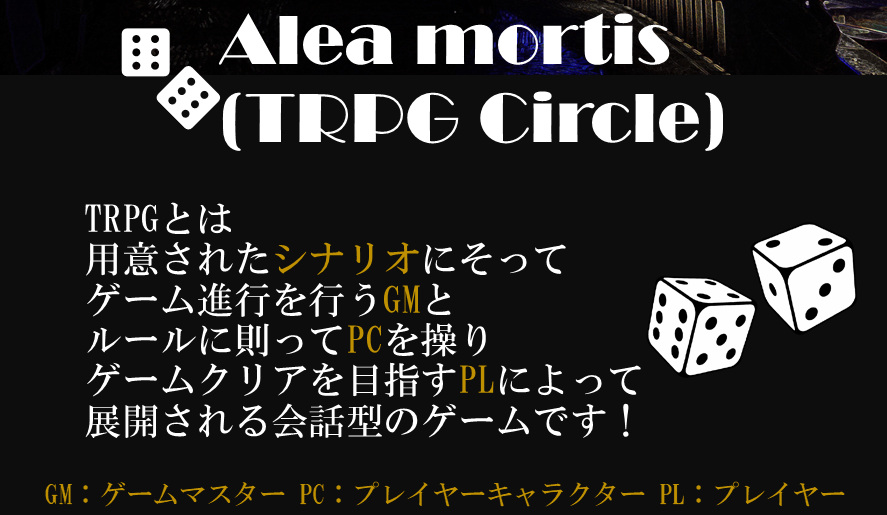 Alea mortis
(TRPG Circle)
TRPGとは
用意されたシナリオにそって
ゲーム進行を行うGMと
ルールに則ってPCを操り
ゲームクリアを目指すPLによって
展開される会話型のゲームです！
GM：ゲームマスター PC：プレイヤーキャラクター PL：プレイヤー